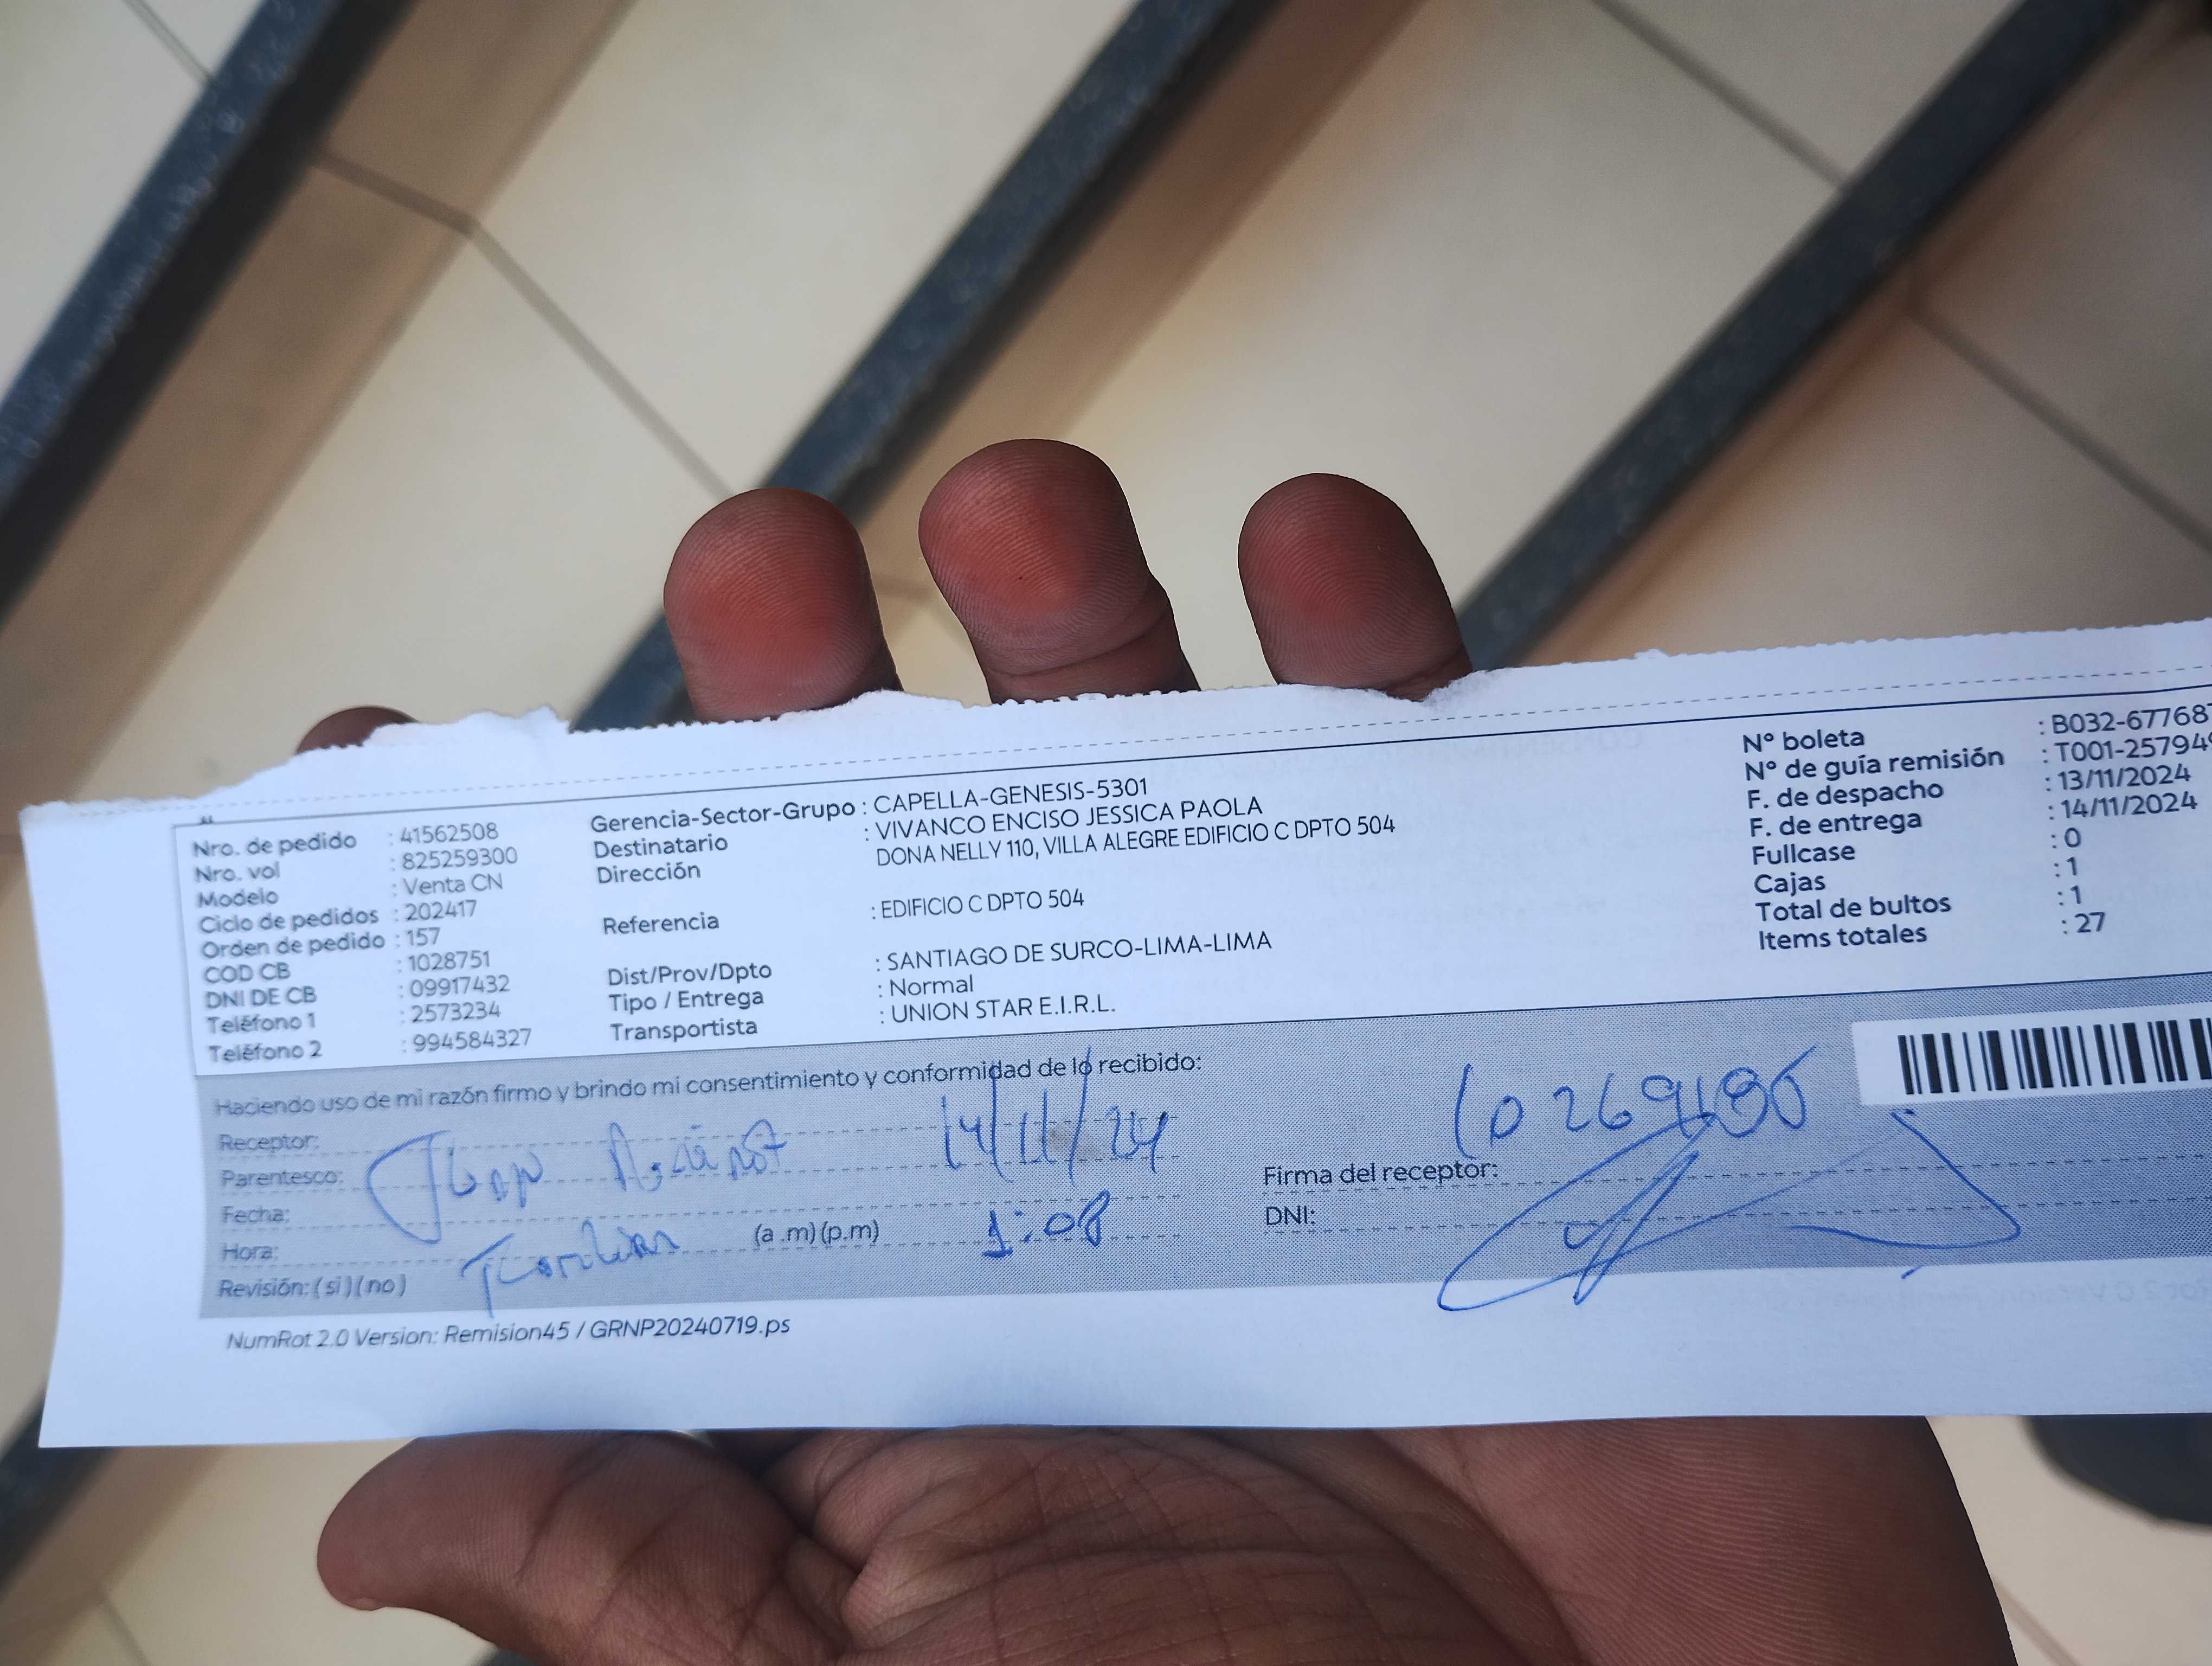 Nro. de pedido : 41562508
Nro. vol : 825259300
Modelo : Venta CN
Ciclo de pedidos : 202417
Orden de pedido : 157
COD CB : 1028751
DNI DE CB : 09917432
Teléfono 1 : 2573234
Teléfono 2 : 994584327
Gerencia-Sector-Grupo : CAPELLA-GENESIS-5301
Destinatario : VIVANCO ENCISO JESSICA PAOLA
Dirección DONA NELLY 110, VILLA ALEGRE EDIFICIO C DPTO 504
Referencia : EDIFICIO C DPTO 504
Dist/Prov/Dpto : SANTIAGO DE SURCO-LIMA-LIMA
Tipo / Entrega : Normal
Transportista : UNION STAR E.I.R.L.
N° boleta : B032-67768
N° de guía remisión : T001-25794
F. de despacho : 13/11/2024
F. de entrega : 14/11/2024
Fullcase : 0
Cajas : 1
Total de bultos : 1
Items totales : 27
Haciendo uso de mi razón firmo y brindo mi consentimiento y conformidad de lo recibido:
Receptor:
Parentesco: 14/11/24
Fecha:
Hora: (a .m) (p.m) 1:08
Revisión: ( si ) ( no )
Firma del receptor:
DNI:
NumRot 2.0 Version: Remision45 / GRNP20240719.ps